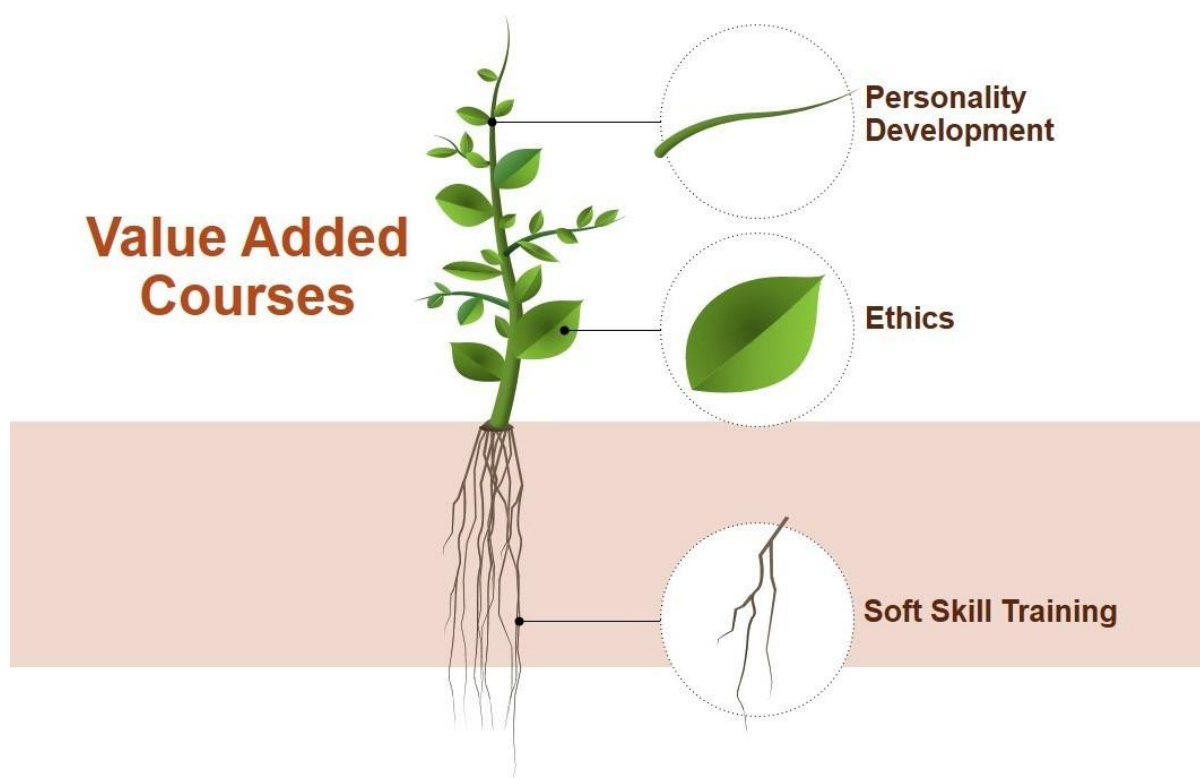 Value Added
Courses
Personality
Development
Ethics
Soft Skill Training